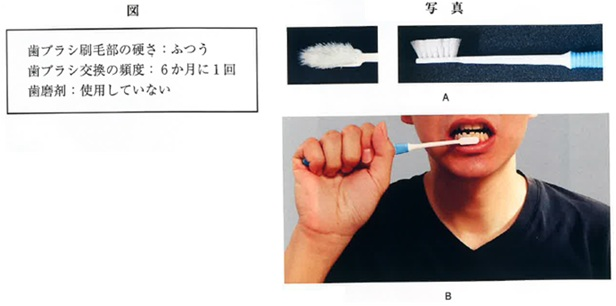 図
歯ブラシ刷毛部の硬さ：ふつう
歯ブラシ交換の頻度：６か月に１回
歯磨剤：使用していない
写 真
A
B